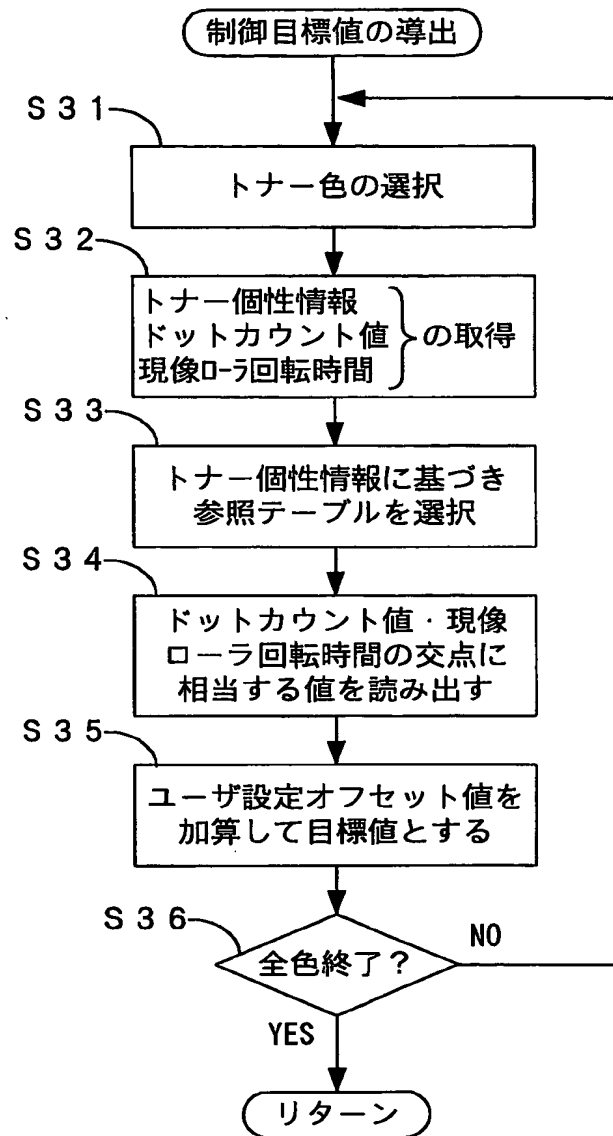 制御目標値の導出
S31
トナー色の選択
S32
トナー個性情報
ドットカウント値
現像ローラ回転時間
の取得
S33
トナー個性情報に基づき
参照テーブルを選択
S34
ドットカウント値・現像
ローラ回転時間の交点に
相当する値を読み出す
S35
ユーザ設定オフセット値を
加算して目標値とする
S36
全色終了?
NO
YES
リターン